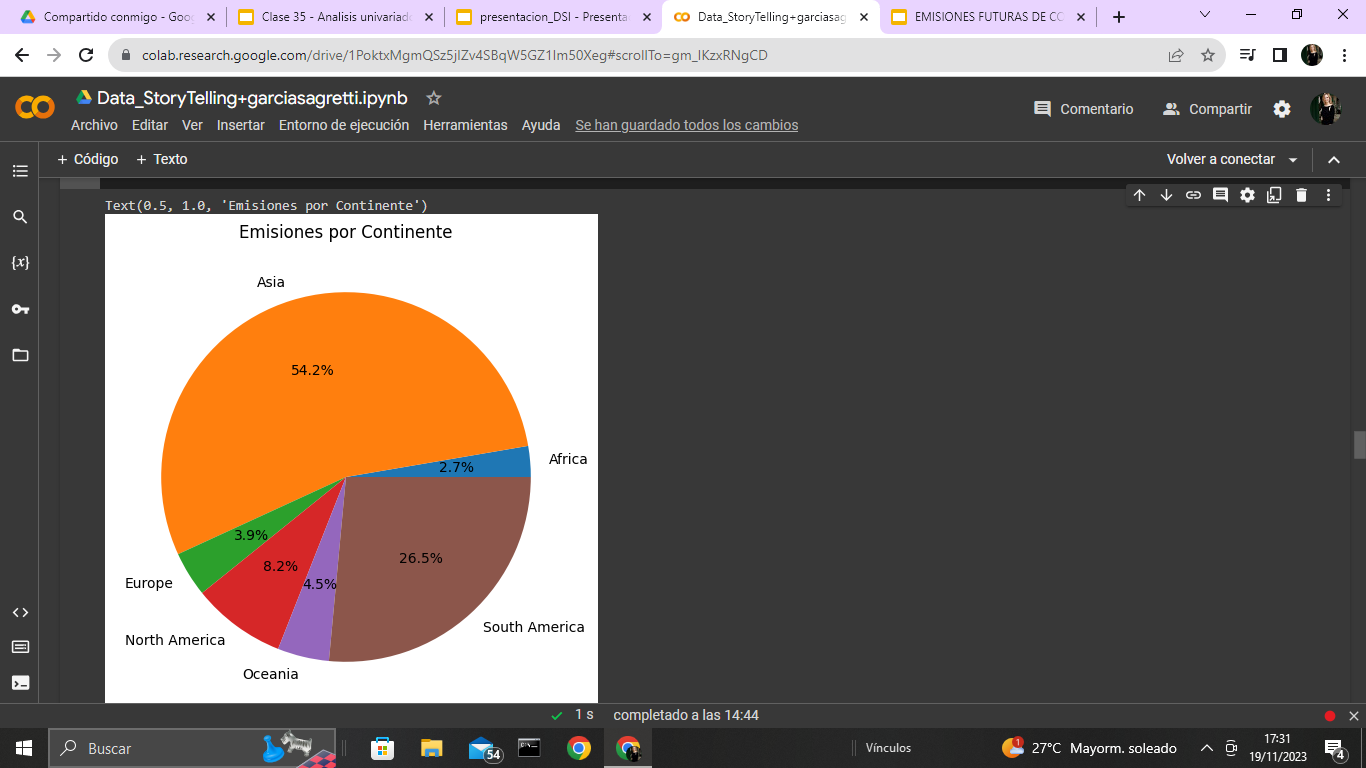 Compartido conmigo - Goo
Clase 35 - Analisis univariad
presentacion_DSI - Presenta
Data_StoryTelling+garciasag
EMISIONES FUTURAS DE CC
colab.research.google.com/drive/1PoktxMgmQSz5jIZv4SBqW5GZ1Im50Xeg#scrollTo=gm_IKzxRNgCD
Data_StoryTelling+garciasagretti.ipynb
Archivo Editar Ver Insertar Entorno de ejecución Herramientas Ayuda Se han guardado todos los cambios
Comentario Compartir
+ Código + Texto
Volver a conectar
{x}
Text(0.5, 1.0, 'Emisiones por Continente')
Emisiones por Continente
Asia
54.2%
Africa
2.7%
3.9%
26.5%
8.2%
4.5%
Europe
South America
North America
Oceania
1 s completado a las 14:44
Buscar
54
Vínculos
1
27°C Mayorm. soleado
17:31
19/11/2023
4